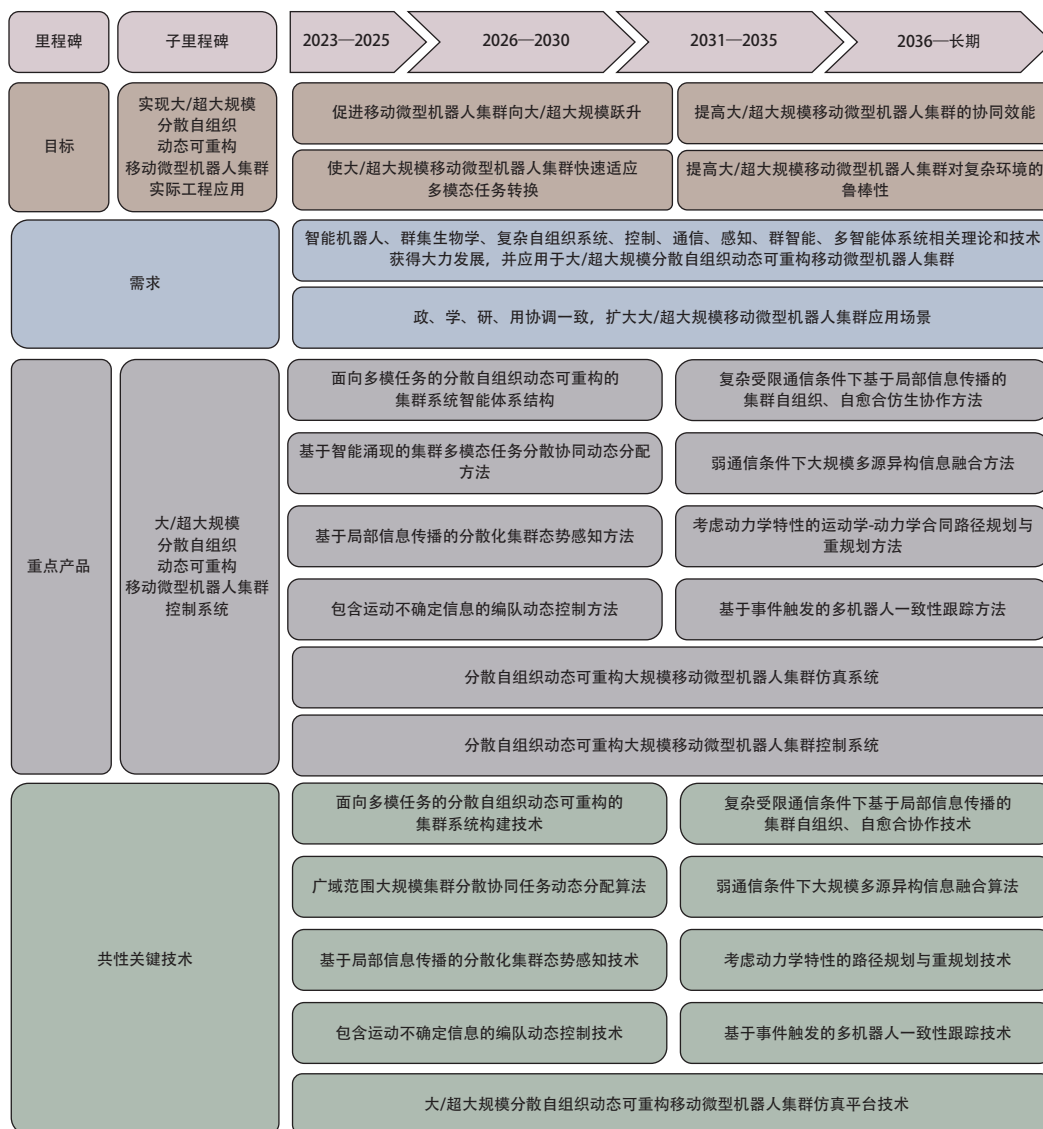 里程碑
子里程碑
2023—2025
2026—2030
2031—2035
2036—长期
目标
实现大/超大规模
分散自组织
动态可重构
移动微型机器人集群
实际工程应用
促进移动微型机器人集群向大/超大规模跃升
提高大/超大规模移动微型机器人集群的协同效能
使大/超大规模移动微型机器人集群快速适应
多模态任务转换
提高大/超大规模移动微型机器人集群对复杂环境的
鲁棒性
需求
智能机器人、群集生物学、复杂自组织系统、控制、通信、感知、群智能、多智能体系统相关理论和技术
获得大力发展，并应用于大/超大规模分散自组织动态可重构移动微型机器人集群
政、学、研、用协调一致，扩大大/超大规模移动微型机器人集群应用场景
重点产品
大/超大规模
分散自组织
动态可重构
移动微型机器人集群
控制系统
面向多模任务的分散自组织动态可重构的
集群系统智能体系结构
复杂受限通信条件下基于局部信息传播的
集群自组织、自愈合仿生协作方法
基于智能涌现的集群多模态任务分散协同动态分配
方法
弱通信条件下大规模多源异构信息融合方法
基于局部信息传播的分散化集群态势感知方法
考虑动力学特性的运动学-动力学合同路径规划与
重规划方法
包含运动不确定信息的编队动态控制方法
基于事件触发的多机器人一致性跟踪方法
分散自组织动态可重构大规模移动微型机器人集群仿真系统
分散自组织动态可重构大规模移动微型机器人集群控制系统
共性关键技术
面向多模任务的分散自组织动态可重构的
集群系统构建技术
复杂受限通信条件下基于局部信息传播的
集群自组织、自愈合协作技术
广域范围大规模集群分散协同任务动态分配算法
弱通信条件下大规模多源异构信息融合算法
基于局部信息传播的分散化集群态势感知技术
考虑动力学特性的路径规划与重规划技术
包含运动不确定信息的编队动态控制技术
基于事件触发的多机器人一致性跟踪技术
大/超大规模分散自组织动态可重构移动微型机器人集群仿真平台技术